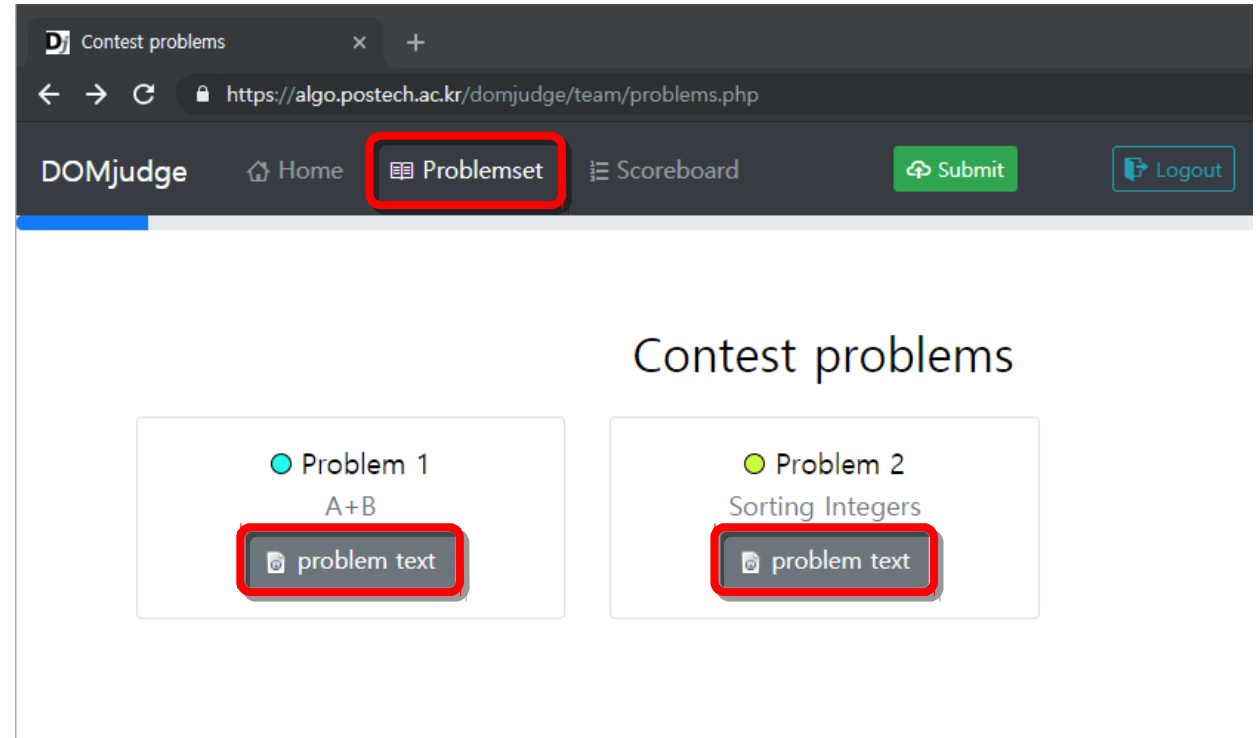 Contest problems
https://algo.postech.ac.kr/domjudge/team/problems.php
DOMjudge Home Problemset Scoreboard Submit Logout
Contest problems
Problem 1
A+B
problem text
Problem 2
Sorting Integers
problem text